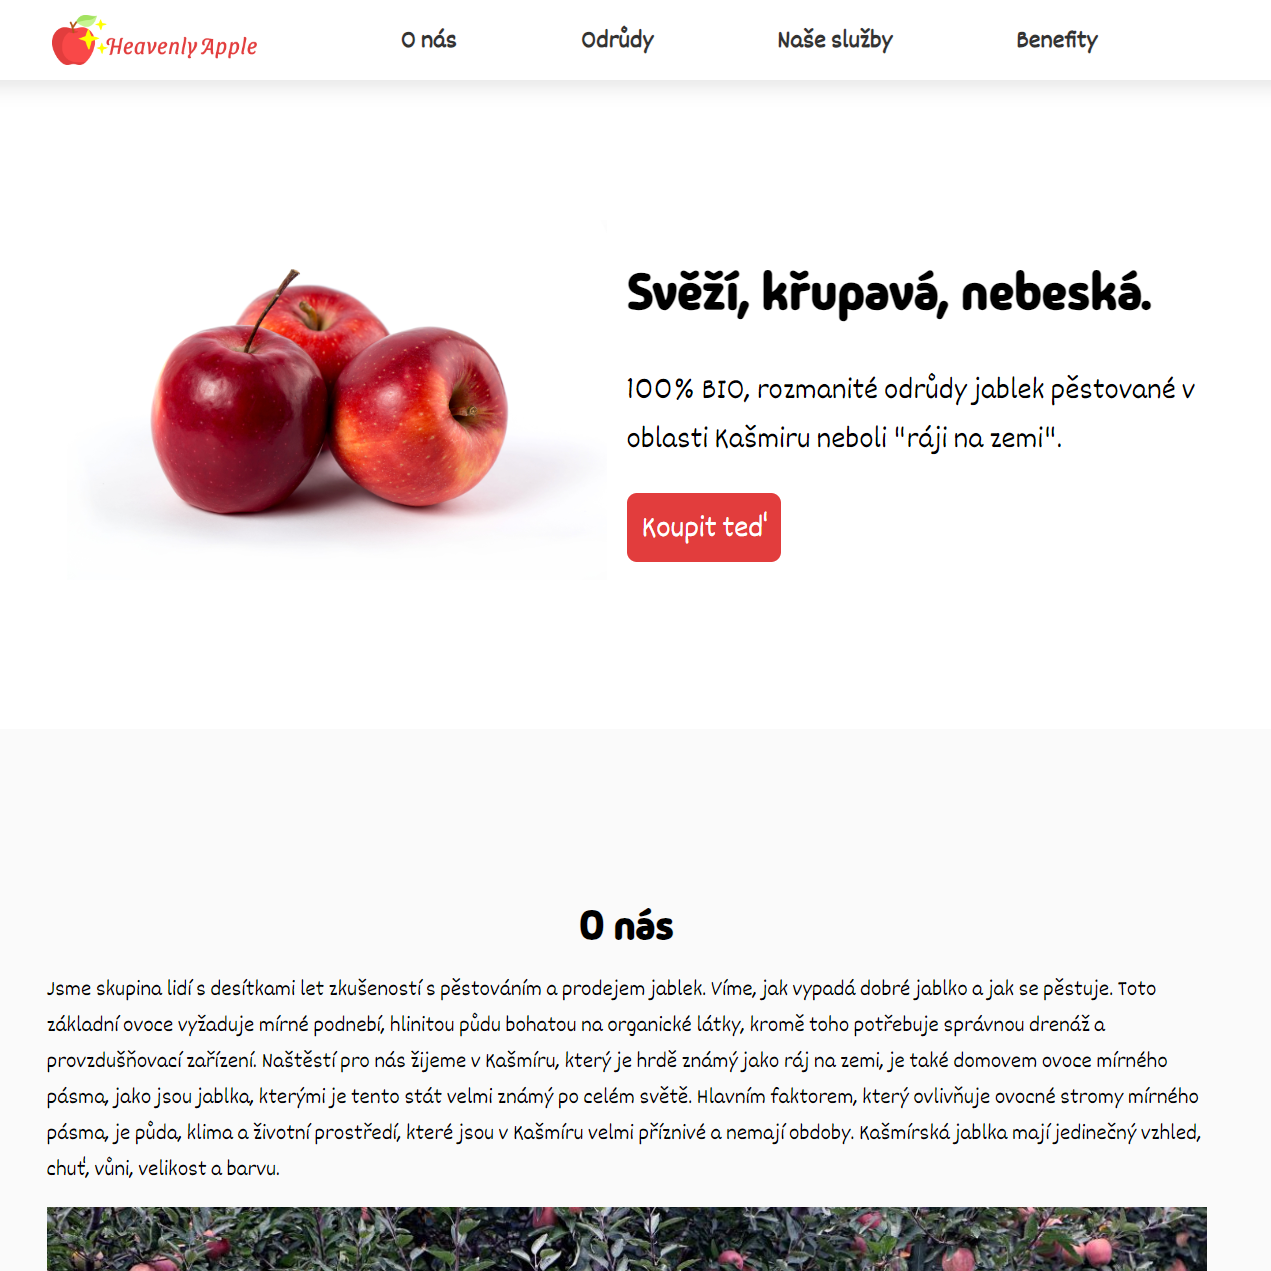 Heavenly Apple
O nás
Odrůdy
Naše služby
Benefity
Svěží, křupavá, nebeská.
100% BIO, rozmanité odrůdy jablek pěstované v
oblasti Kašmiru neboli "ráji na zemi".
Koupit teď
O nás
Jsme skupina lidí s desítkami let zkušeností s pěstováním a prodejem jablek. Víme, jak vypadá dobré jablko a jak se pěstuje. Toto
základní ovoce vyžaduje mírné podnebí, hlinitou půdu bohatou na organické látky, kromě toho potřebuje správnou drenáž a
provzdušňovací zařízení. Naštěstí pro nás žijeme v Kašmíru, který je hrdě známý jako ráj na zemi, je také domovem ovoce mírného
pásma, jako jsou jablka, kterými je tento stát velmi známý po celém světě. Hlavním faktorem, který ovlivňuje ovocné stromy mírného
pásma, je půda, klima a životní prostředí, které jsou v Kašmíru velmi příznivé a nemají obdoby. Kašmírská jablka mají jedinečný vzhled,
chuť, vůni, velikost a barvu.